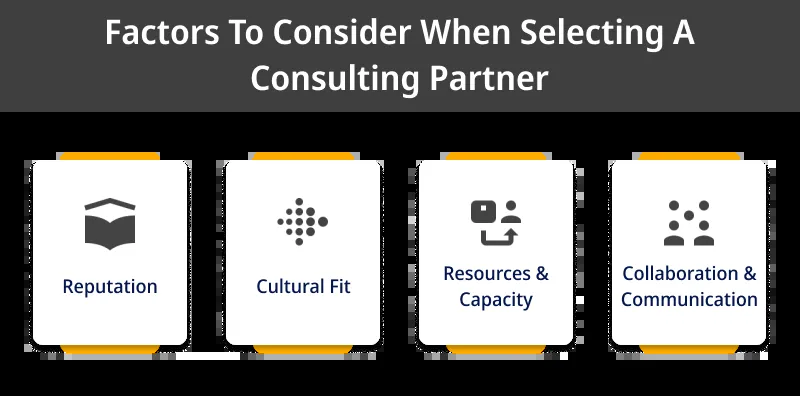 Factors To Consider When Selecting A
Consulting Partner
Reputation
Cultural Fit
Resources &
Capacity
Collaboration &
Communication